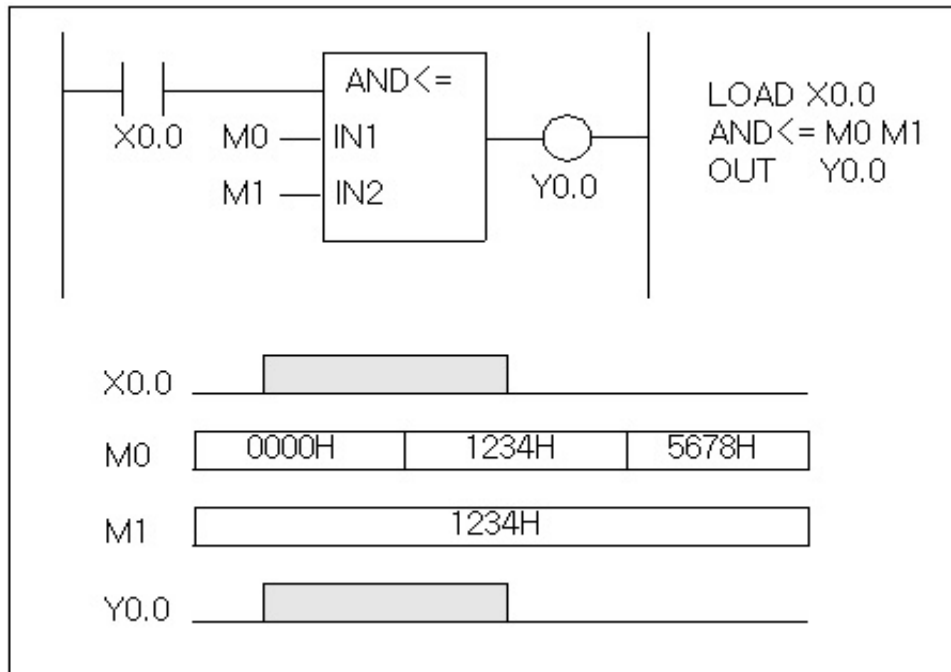 AND<=
X0.0
M0
IN1
M1
IN2
Y0.0
LOAD X0.0
AND<= M0 M1
OUT Y0.0
X0.0
M0
0000H
1234H
5678H
M1
1234H
Y0.0